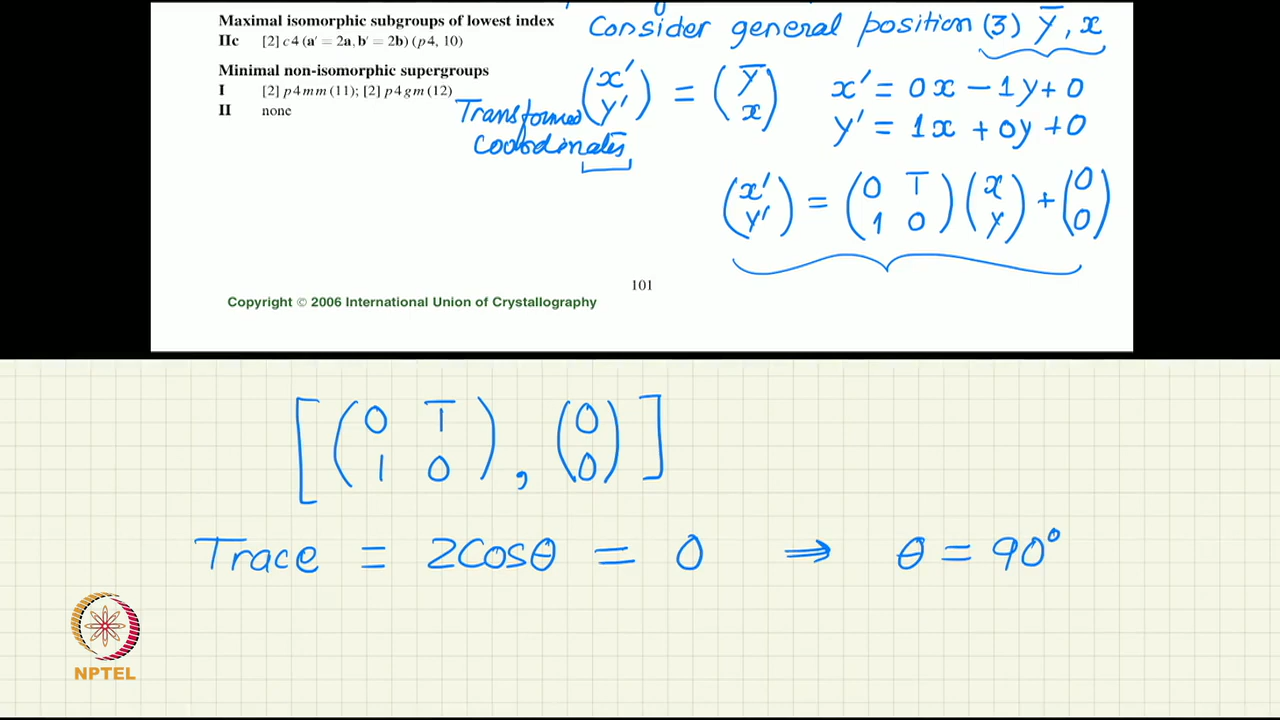 Maximal isomorphic subgroups of lowest index
IIc [2] c4 (a′ = 2a, b′ = 2b) (p4, 10)
Minimal non-isomorphic supergroups
I [2] p4mm (11); [2] p4gm (12)
II none
Consider general position (3) y̅, x
Transformed coordinates
(x′ y′) = (y̅ x)
x′ = 0x − 1y + 0
y′ = 1x + 0y + 0
(x′ y′) = (0 1̅ 1 0) (x y) + (0 0)
101
Copyright © 2006 International Union of Crystallography
[(0 1̅ 1 0), (0 0)]
Trace = 2Cosθ = 0 ⇒ θ = 90°
NPTEL